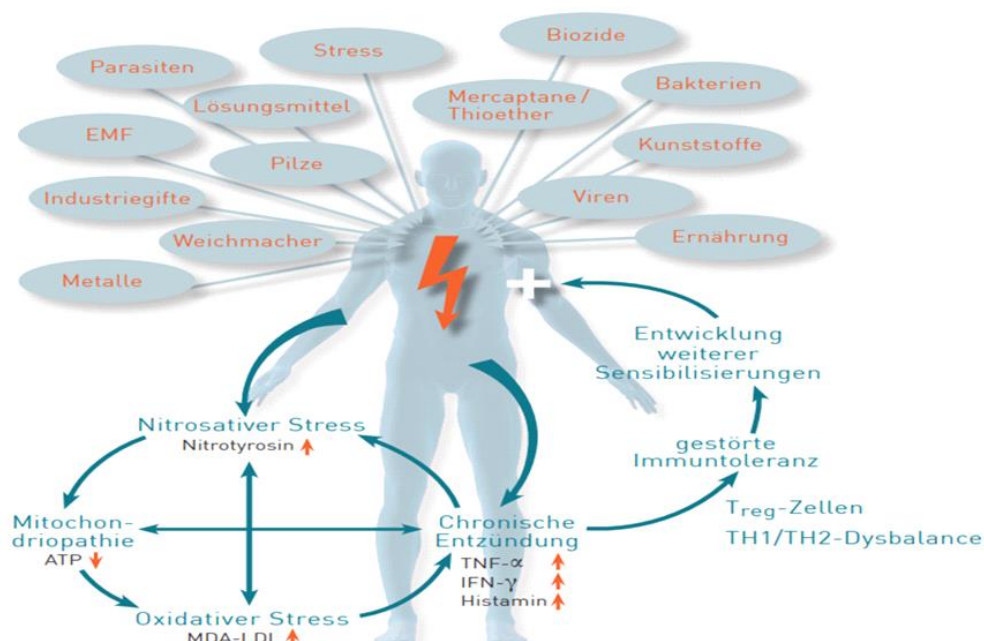 Biozide
Stress
Parasiten
Bakterien
Lösungsmittel
Mercaptane /
Thioether
EMF
Kunststoffe
Pilze
Industriegifte
Viren
Weichmacher
Ernährung
Metalle
Entwicklung
weiterer
Sensibilisierungen
Nitrosativer Stress
Nitrotyrosin
gestörte
Immuntoleranz
Treg-Zellen
TH1/TH2-Dysbalance
Mitochon-
driopathie
ATP
Chronische
Entzündung
TNF-α
IFN-γ
Histamin
Oxidativer Stress
MDA-LDL